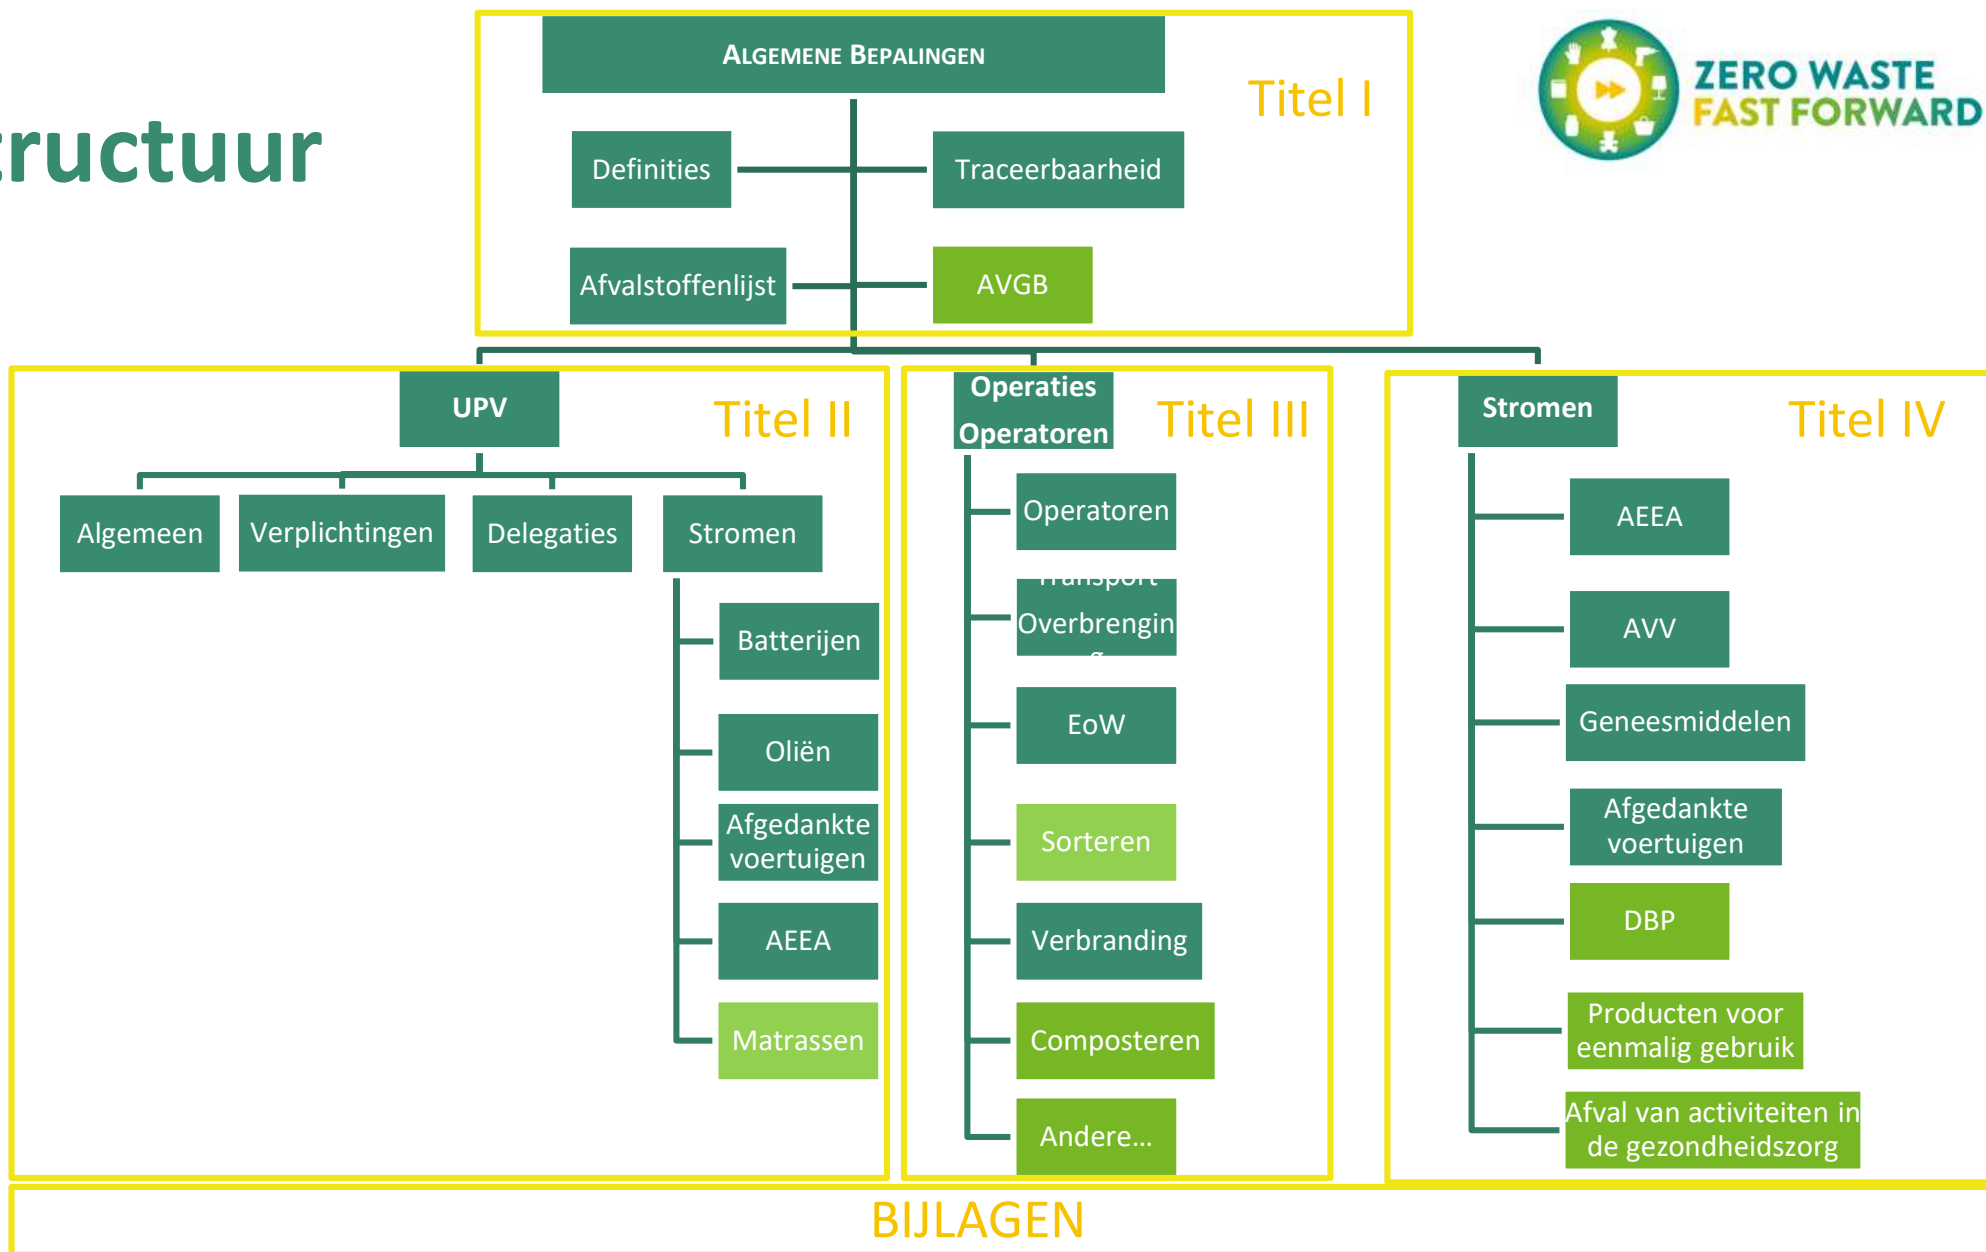 tructuur
ALGEMENE BEPALINGEN
Titel I
ZERO WASTE
FAST FORWARD
Definities
Traceerbaarheid
Afvalstoffenlijst
AVGB
UPV
Titel II
Operaties
Operatoren
Titel III
Stromen
Titel IV
Algemeen
Verplichtingen
Delegaties
Stromen
Batterijen
Oliën
Afgedankte
voertuigen
AEEA
Matrassen
Operatoren
Transport
Overbrengin
g
EoW
Sorteren
Verbranding
Composteren
Andere...
AEEA
AVV
Geneesmiddelen
Afgedankte
voertuigen
DBP
Producten voor
eenmalig gebruik
Afval van activiteiten in
de gezondheidszorg
BIJLAGEN